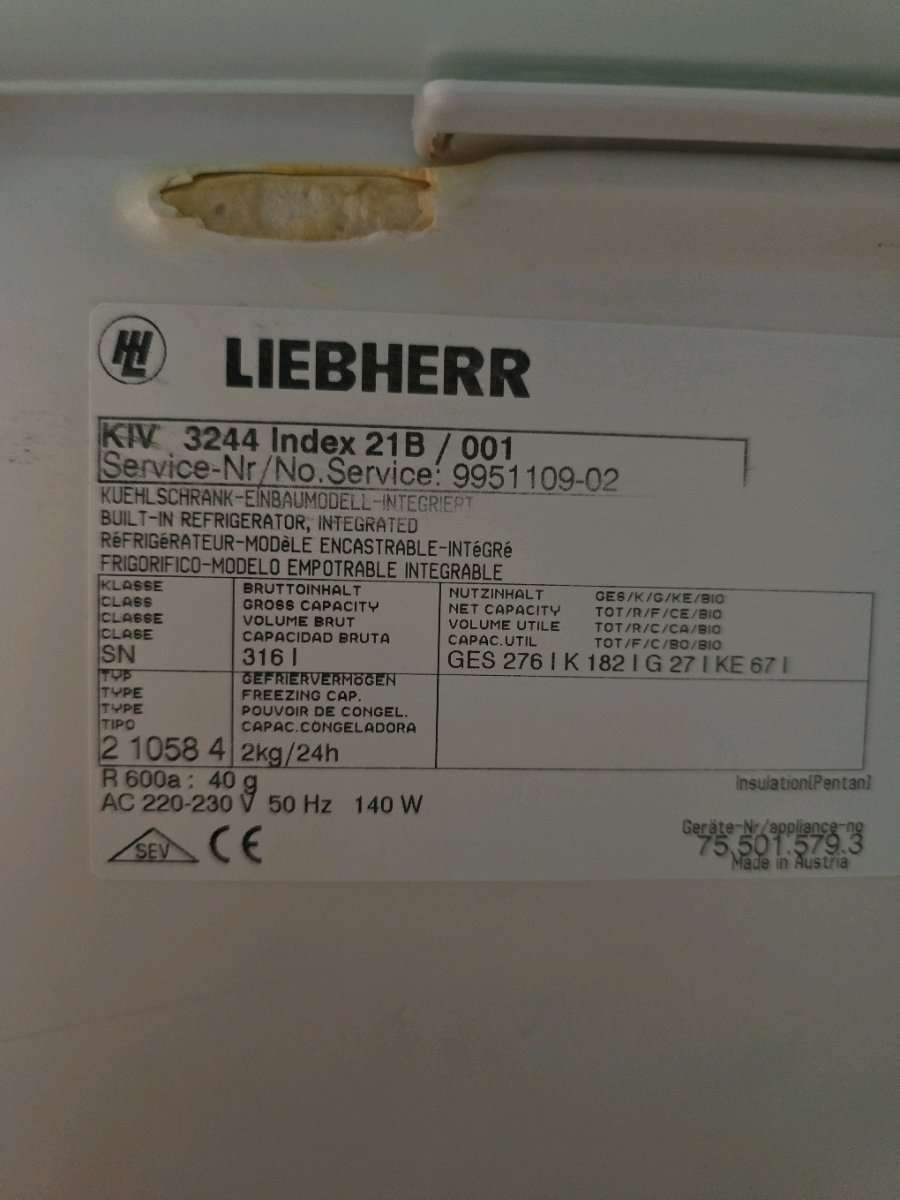 HL
LIEBHERR
KIV 3244 Index 21B / 001
Service-Nr/No.Service: 9951109-02
KUEHLSCHRANK-EINBAUMODELL-INTEGRIERT
BUILT-IN REFRIGERATOR, INTEGRATED
RéFRIGéRATEUR-MODèLE ENCASTRABLE-INTéGRé
FRIGORIFICO-MODELO EMPOTRABLE INTEGRABLE
KLASSE BRUTTOINHALT NUTZINHALT GES/K/G/KE/BIO
CLASS GROSS CAPACITY NET CAPACITY TOT/R/F/CE/BIO
CLASSE VOLUME BRUT VOLUME UTILE TOT/R/C/CA/BIO
CLASE CAPACIDAD BRUTA CAPAC.UTIL TOT/F/C/BO/BIO
SN 316 l GES 276 l K 182 l G 27 l KE 67 l
TYP GEFRIERVERMöGEN
TYPE FREEZING CAP.
TYPE POUVOIR DE CONGEL.
TIPO CAPAC.CONGELADORA
2 1058 4 2kg/24h
R 600a : 40 g Insulation(Pentan)
AC 220-230 V 50 Hz 140 W
SEV CE
Geräte-Nr/appliance-no
75.501.579.3
Made in Austria